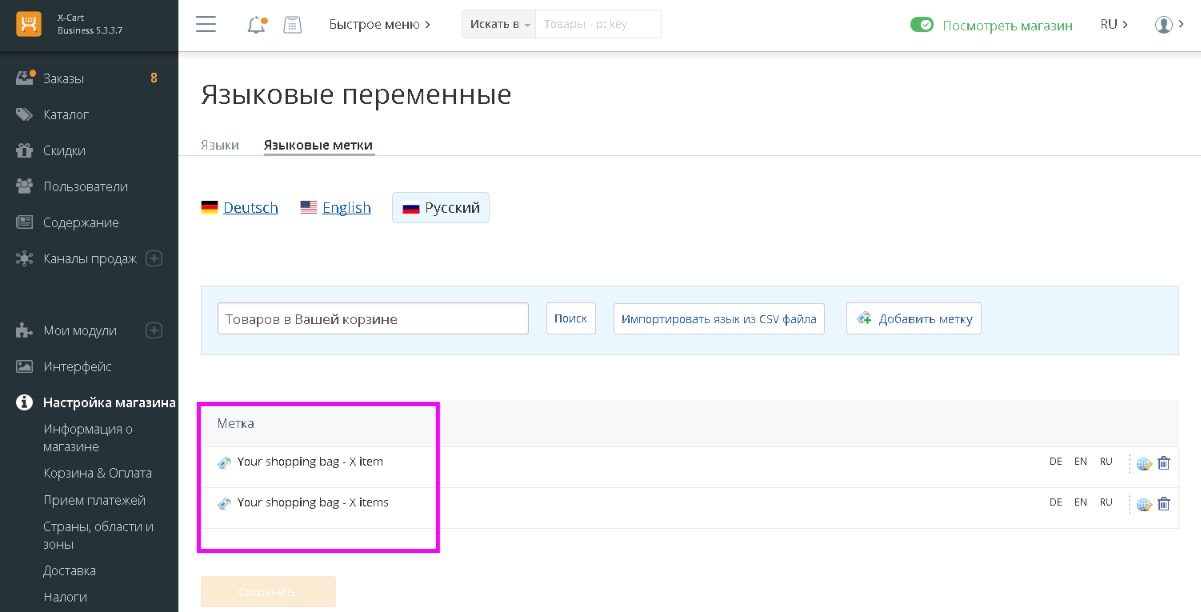 X-Cart
Business 5.3.3.7
Быстрое меню
Искать в
Товары - p: key
Посмотреть магазин
RU
Заказы
8
Каталог
Скидки
Пользователи
Содержание
Каналы продаж
Мои модули
Интерфейс
Настройка магазина
Информация о
магазине
Корзина & Оплата
Прием платежей
Страны, области и
зоны
Доставка
Налоги
Языковые переменные
Языки
Языковые метки
Deutsch
English
Русский
Товаров в Вашей корзине
Поиск
Импортировать язык из CSV файла
Добавить метку
Метка
Your shopping bag - X item
DE EN RU
Your shopping bag - X items
DE EN RU
Сохранить